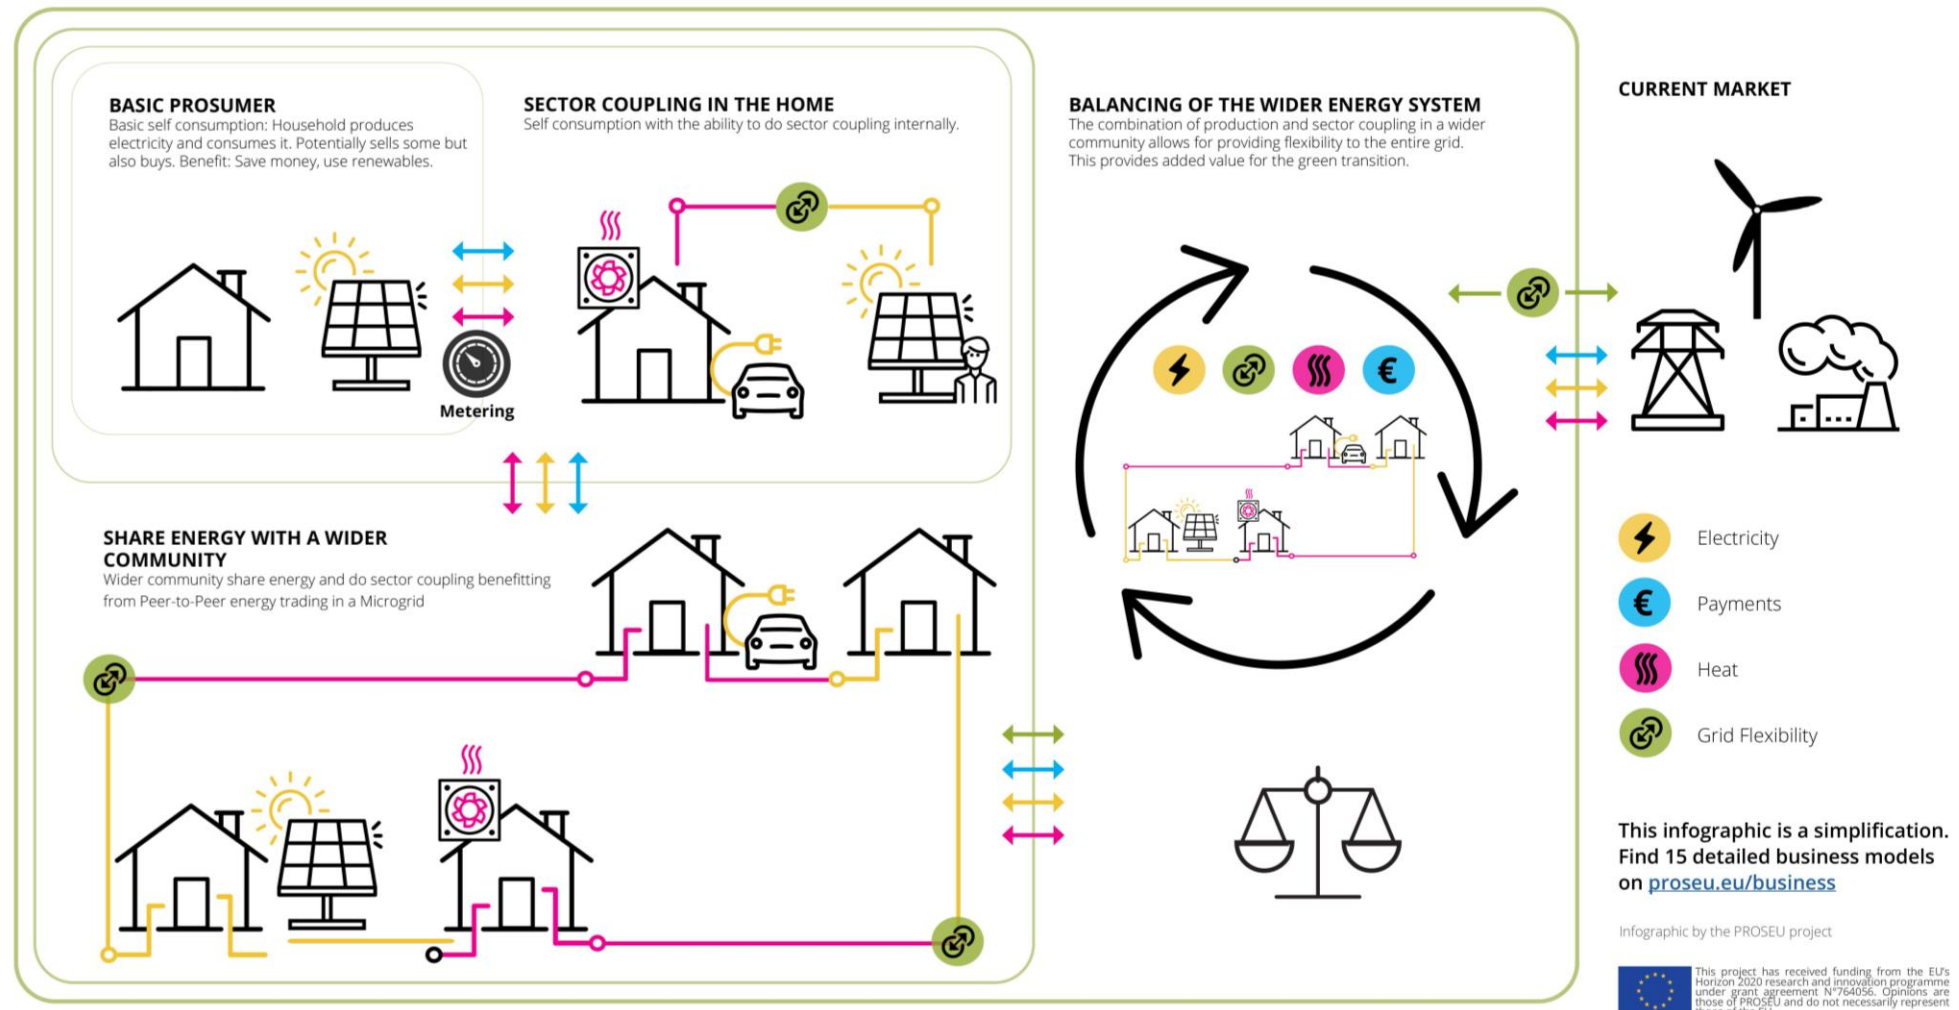 BASIC PROSUMER
Basic self consumption: Household produces
electricity and consumes it. Potentially sells some but
also buys. Benefit: Save money, use renewables.
Metering
SECTOR COUPLING IN THE HOME
Self consumption with the ability to do sector coupling internally.
SHARE ENERGY WITH A WIDER
COMMUNITY
Wider community share energy and do sector coupling benefitting
from Peer-to-Peer energy trading in a Microgrid
BALANCING OF THE WIDER ENERGY SYSTEM
The combination of production and sector coupling in a wider
community allows for providing flexibility to the entire grid.
This provides added value for the green transition.
€
CURRENT MARKET
Electricity
€ Payments
Heat
Grid Flexibility
This infographic is a simplification.
Find 15 detailed business models
on proseu.eu/business
Infographic by the PROSEU project
This project has received funding from the EU's
Horizon 2020 research and innovation programme
under grant agreement N°764056. Opinions are
those of PROSEU and do not necessarily represent